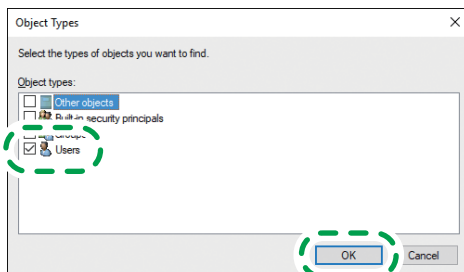 Object Types
Select the types of objects you want to find.
Object types:
Other objects
Built-in security principals
Groups
Users
OK
Cancel